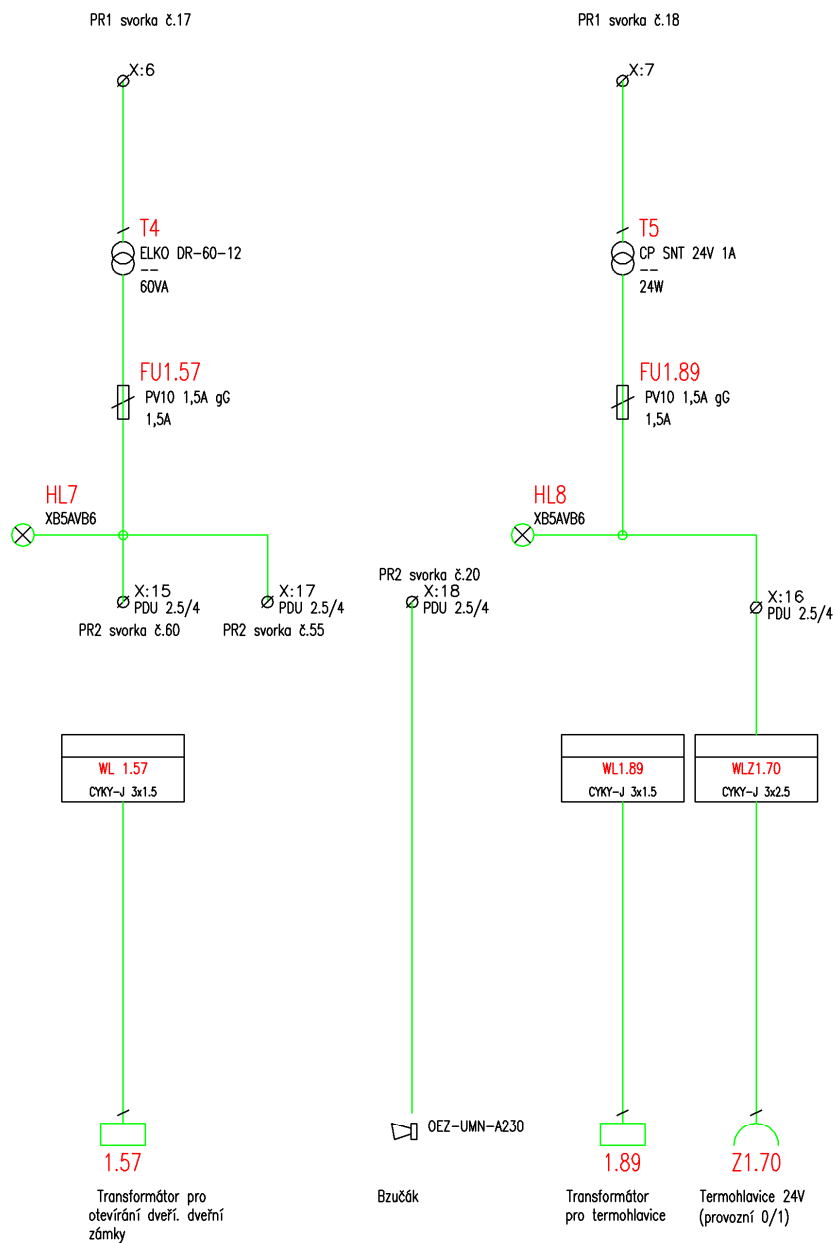 PR1 svorka č.17
PR1 svorka č.18
X:6
X:7
T4
ELKO DR-60-12
--
60VA
T5
CP SNT 24V 1A
--
24W
FU1.57
PV10 1,5A gG
1,5A
FU1.89
PV10 1,5A gG
1,5A
HL7
XB5AVB6
HL8
XB5AVB6
X:15
PDU 2.5/4
PR2 svorka č.60
X:17
PDU 2.5/4
PR2 svorka č.55
PR2 svorka č.20
X:18
PDU 2.5/4
X:16
PDU 2.5/4
WL 1.57
CYKY-J 3x1.5
WL1.89
CYKY-J 3x1.5
WLZ1.70
CYKY-J 3x2.5
OEZ-UMN-A230
1.57
1.89
Z1.70
Transformátor pro
otevírání dveří. dveřní
zámky
Bzučák
Transformátor
pro termohlavice
Termohlavice 24V
(provozní 0/1)